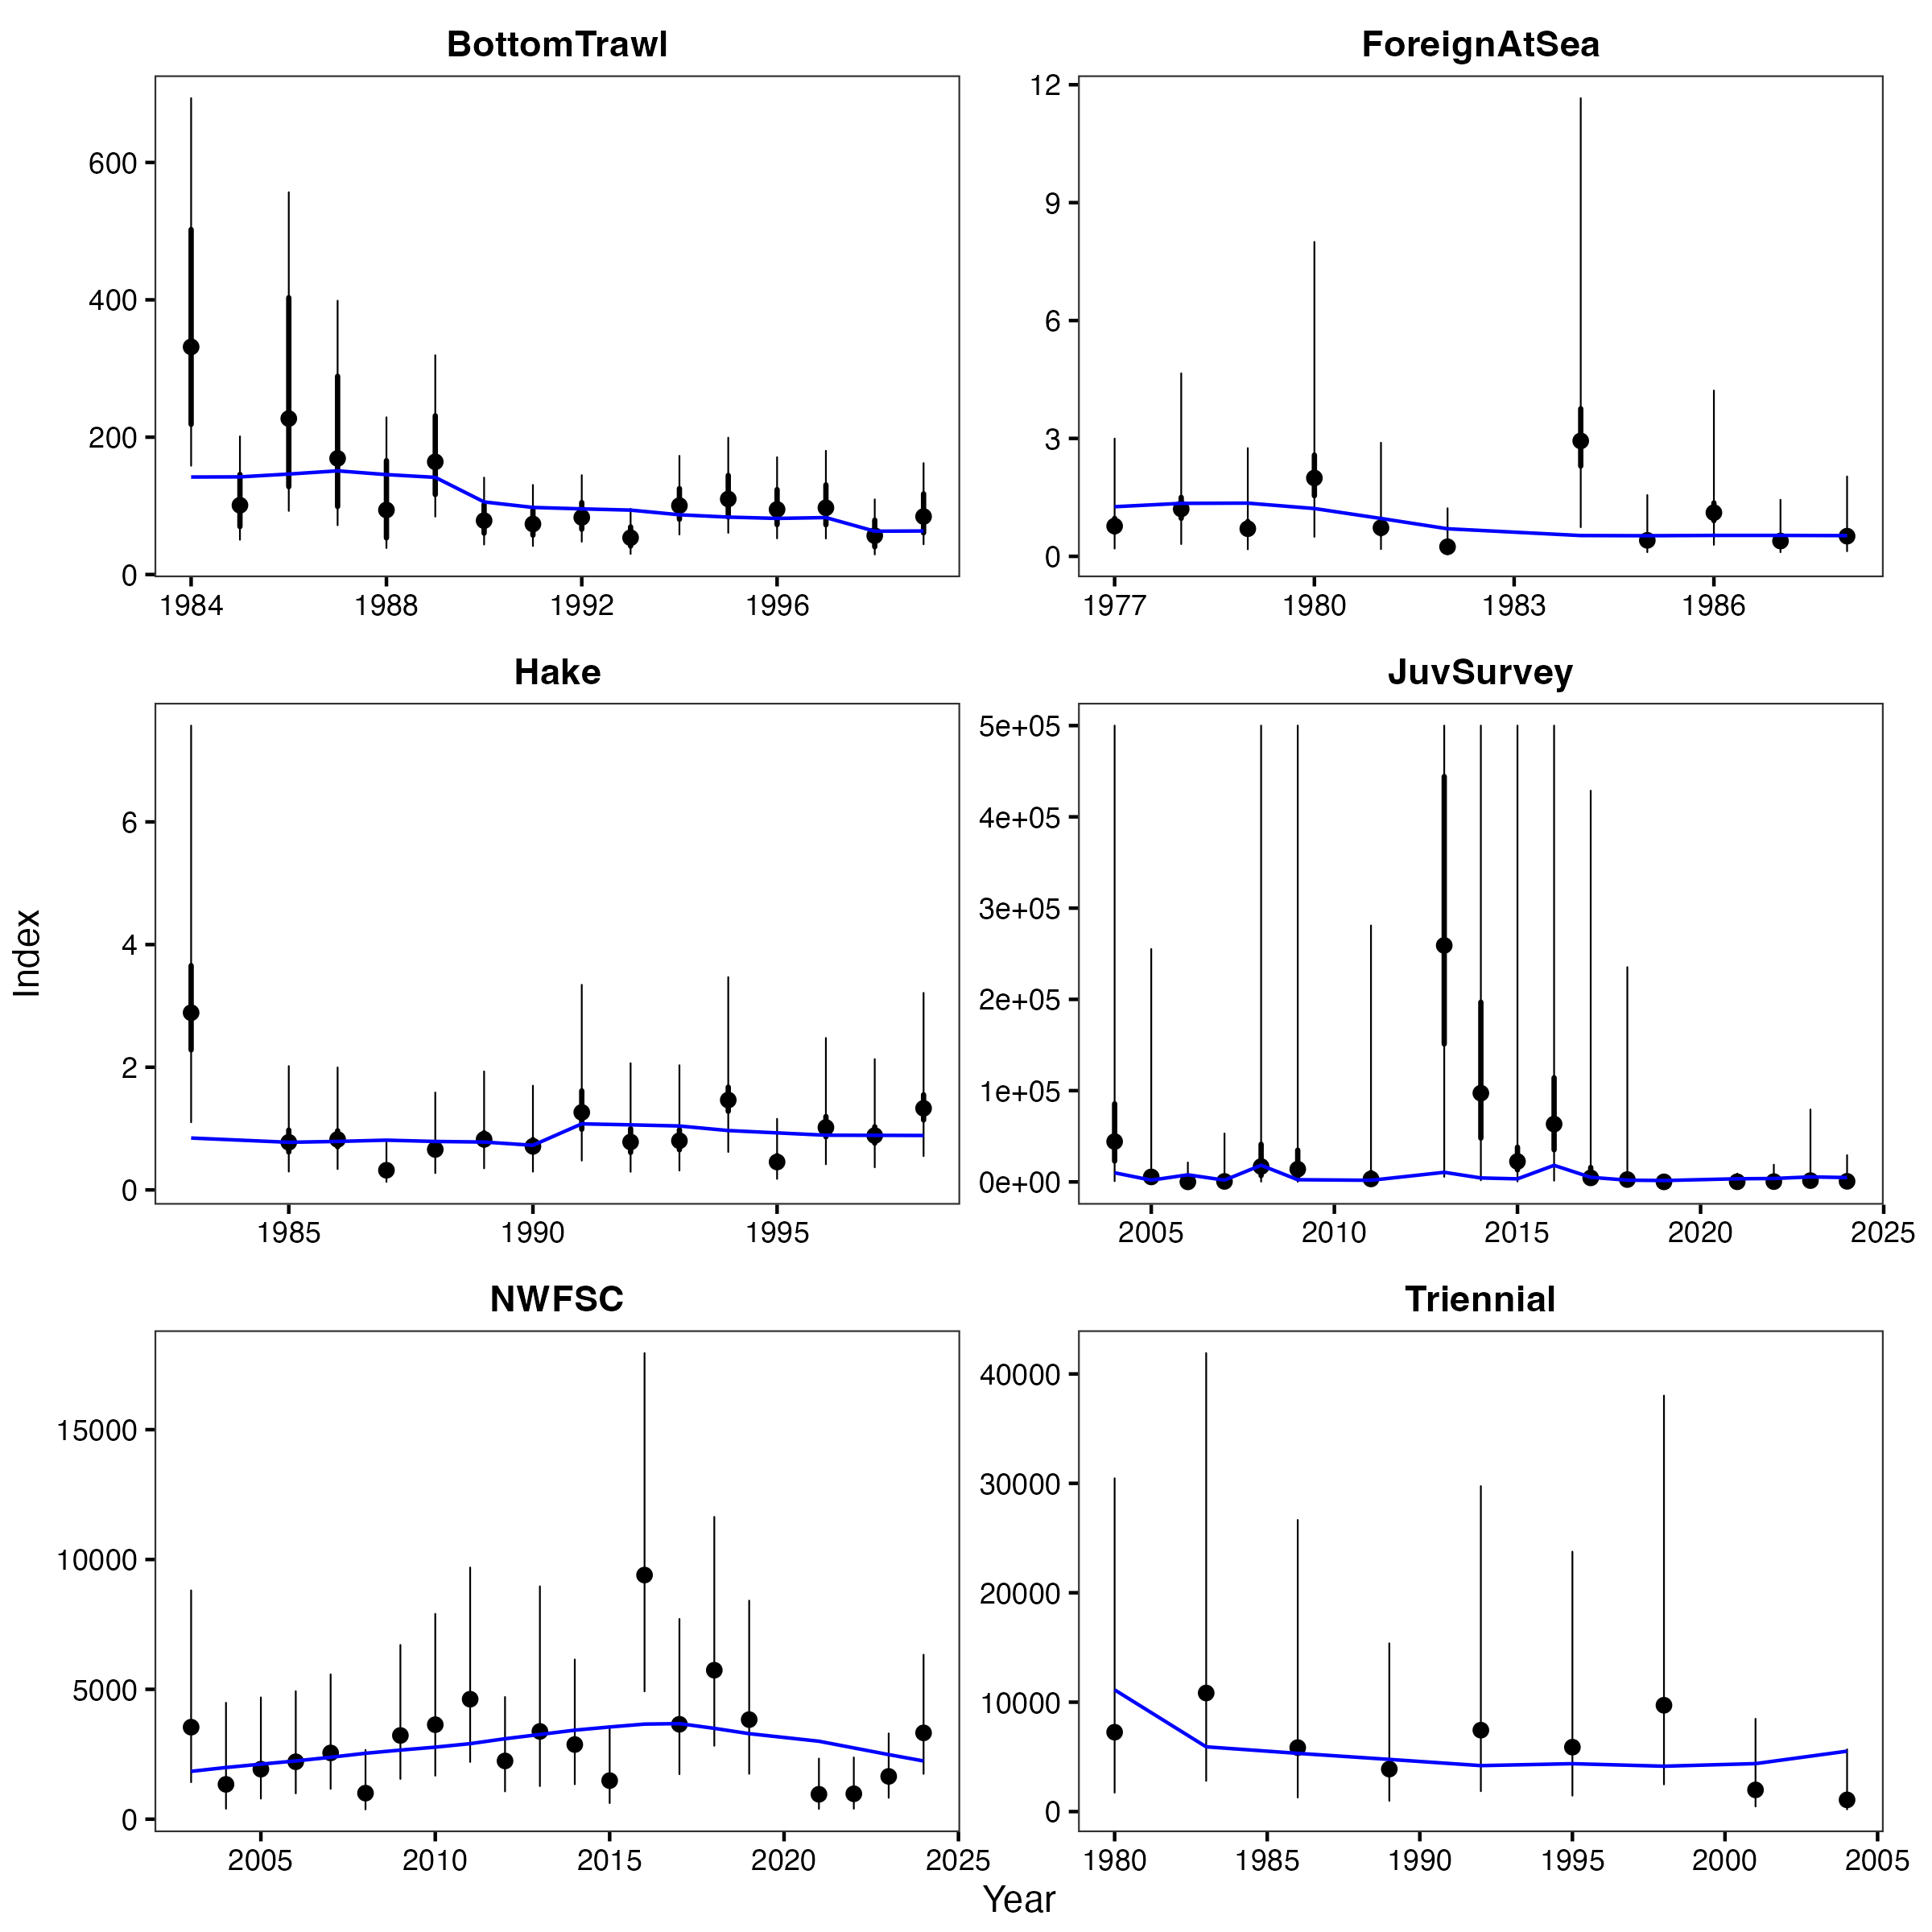 BottomTrawl
ForeignAtSea
600
400
200
0
1984 1988 1992 1996
12
9
6
3
0
1977 1980 1983 1986
Hake
JuvSurvey
6
4
2
0
1985 1990 1995
5e+05
4e+05
3e+05
2e+05
1e+05
0e+00
2005 2010 2015 2020 2025
Index
NWFSC
Triennial
15000
10000
5000
0
2005 2010 2015 2020 2025
40000
30000
20000
10000
0
1980 1985 1990 1995 2000 2005
Year